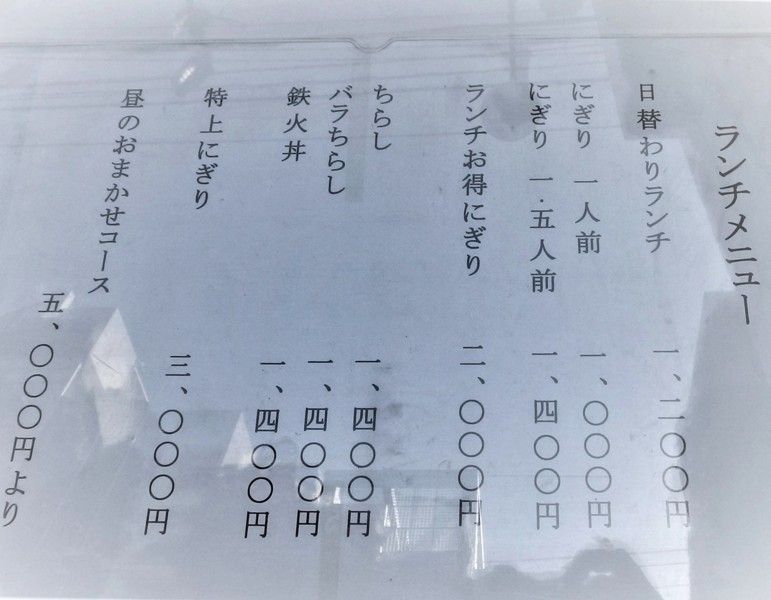 ランチメニュー
日替わりランチ 一、二〇〇円
にぎり 一人前 一、〇〇〇円
にぎり 一.五人前 一、四〇〇円
ランチお得にぎり 二、〇〇〇円
ちらし 一、四〇〇円
バラちらし 一、四〇〇円
鉄火丼 一、四〇〇円
特上にぎり 三、〇〇〇円
昼のおまかせコース 五、〇〇〇円より